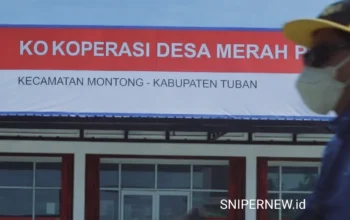 KO KOPERASI DESA MERAH P
KECAMATAN MONTONG - KABUPATEN TUBAN
SNIPERNEW.id